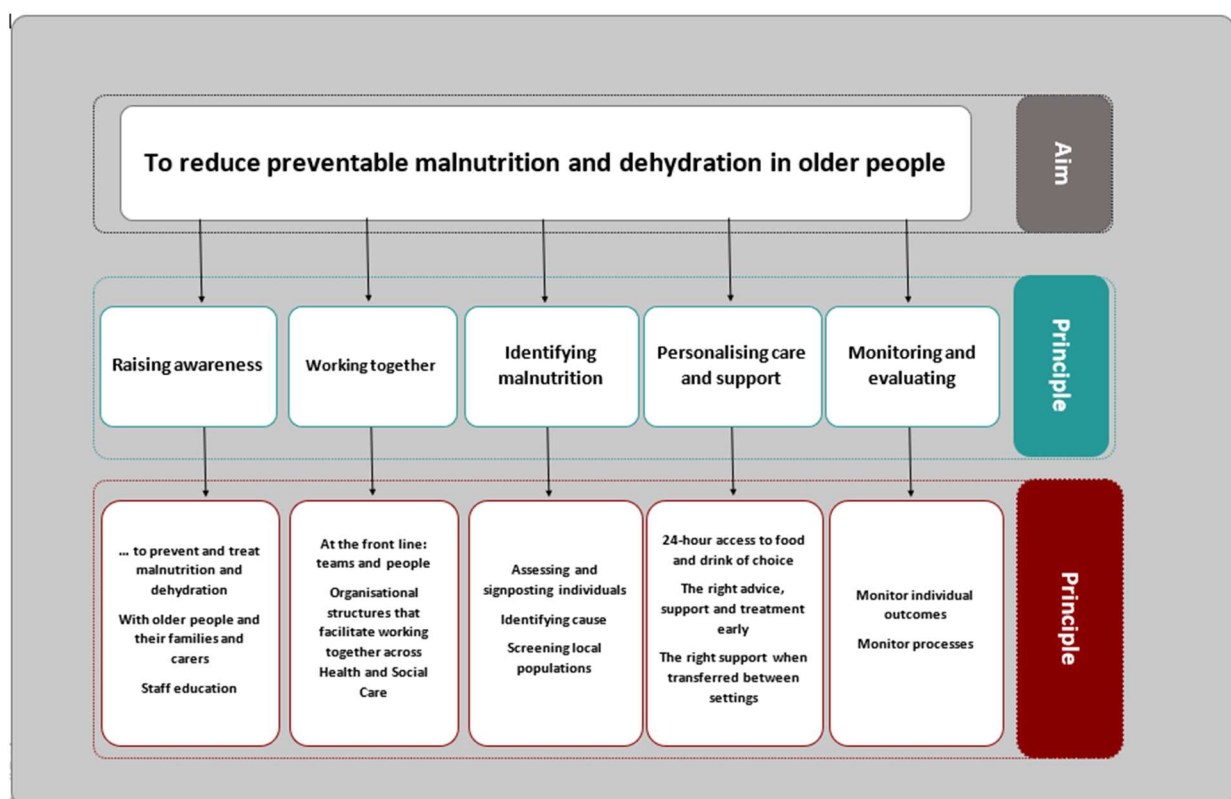 To reduce preventable malnutrition and dehydration in older people
Aim
Raising awareness
Working together
Identifying
malnutrition
Personalising care
and support
Monitoring and
evaluating
Principle
... to prevent and treat
malnutrition and
dehydration
With older people and
their families and
carers
Staff education
At the front line:
teams and people
Organisational
structures that
facilitate working
together across
Health and Social
Care
Assessing and
signposting individuals
Identifying cause
Screening local
populations
24-hour access to food
and drink of choice
The right advice,
support and treatment
early
The right support when
transferred between
settings
Monitor individual
outcomes
Monitor processes
Principle